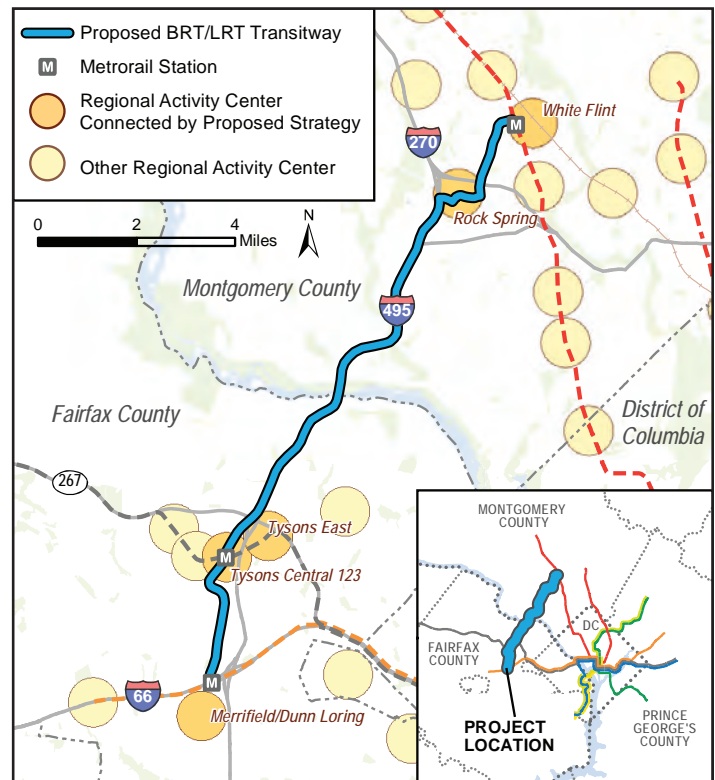 Proposed BRT/LRT Transitway
M
Metrorail Station
Regional Activity Center
Connected by Proposed Strategy
Other Regional Activity Center
0 2 4
Miles
N
White Flint
M
270
Rock Spring
Montgomery County
495
Fairfax County
District of
Columbia
267
Tysons East
M
Tysons Central 123
M
66
Merrifield/Dunn Loring
MONTGOMERY
COUNTY
DC
FAIRFAX
COUNTY
PROJECT
LOCATION
PRINCE
GEORGE'S
COUNTY